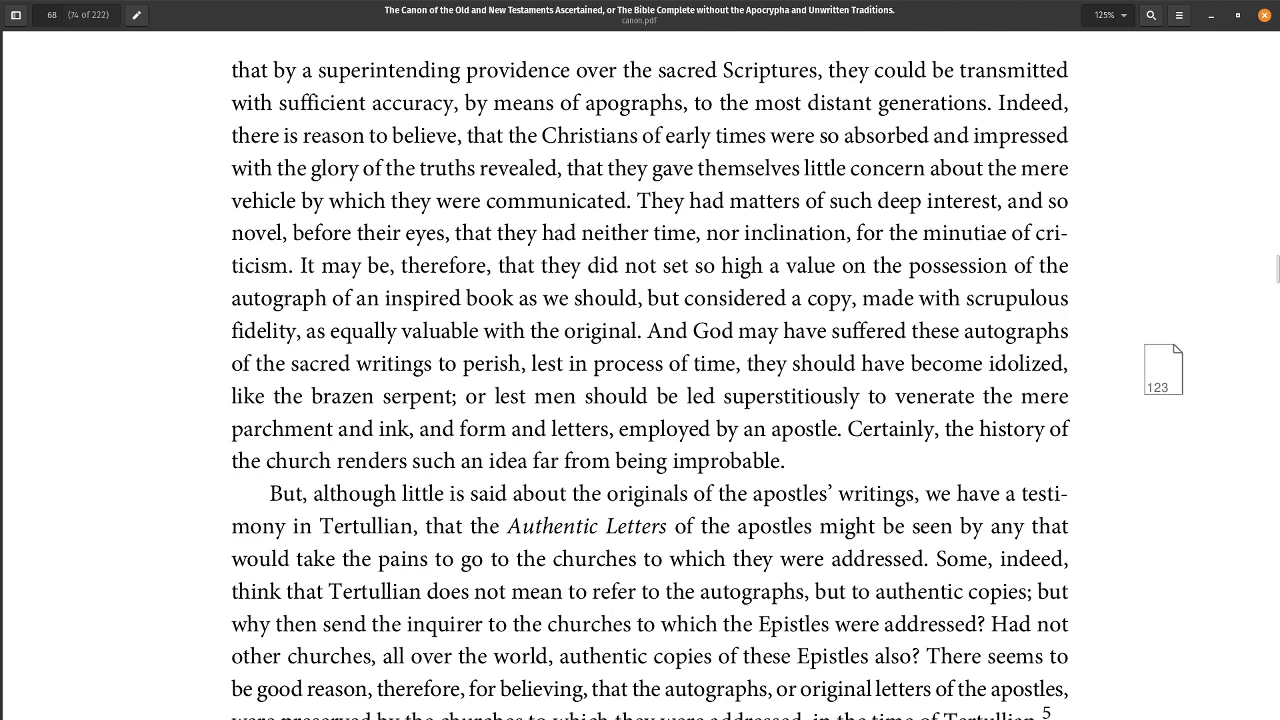 68 (74 of 222)
The Canon of the Old and New Testaments Ascertained, or The Bible Complete without the Apocrypha and Unwritten Traditions.
canon.pdf
125%
that by a superintending providence over the sacred Scriptures, they could be transmitted
with sufficient accuracy, by means of apographs, to the most distant generations. Indeed,
there is reason to believe, that the Christians of early times were so absorbed and impressed
with the glory of the truths revealed, that they gave themselves little concern about the mere
vehicle by which they were communicated. They had matters of such deep interest, and so
novel, before their eyes, that they had neither time, nor inclination, for the minutiae of cri-
ticism. It may be, therefore, that they did not set so high a value on the possession of the
autograph of an inspired book as we should, but considered a copy, made with scrupulous
fidelity, as equally valuable with the original. And God may have suffered these autographs
of the sacred writings to perish, lest in process of time, they should have become idolized,
like the brazen serpent; or lest men should be led superstitiously to venerate the mere
parchment and ink, and form and letters, employed by an apostle. Certainly, the history of
the church renders such an idea far from being improbable.
123
But, although little is said about the originals of the apostles’ writings, we have a testi-
mony in Tertullian, that the Authentic Letters of the apostles might be seen by any that
would take the pains to go to the churches to which they were addressed. Some, indeed,
think that Tertullian does not mean to refer to the autographs, but to authentic copies; but
why then send the inquirer to the churches to which the Epistles were addressed? Had not
other churches, all over the world, authentic copies of these Epistles also? There seems to
be good reason, therefore, for believing, that the autographs, or original letters of the apostles,
were preserved by the churches to which they were addressed, in the time of Tertullian.5